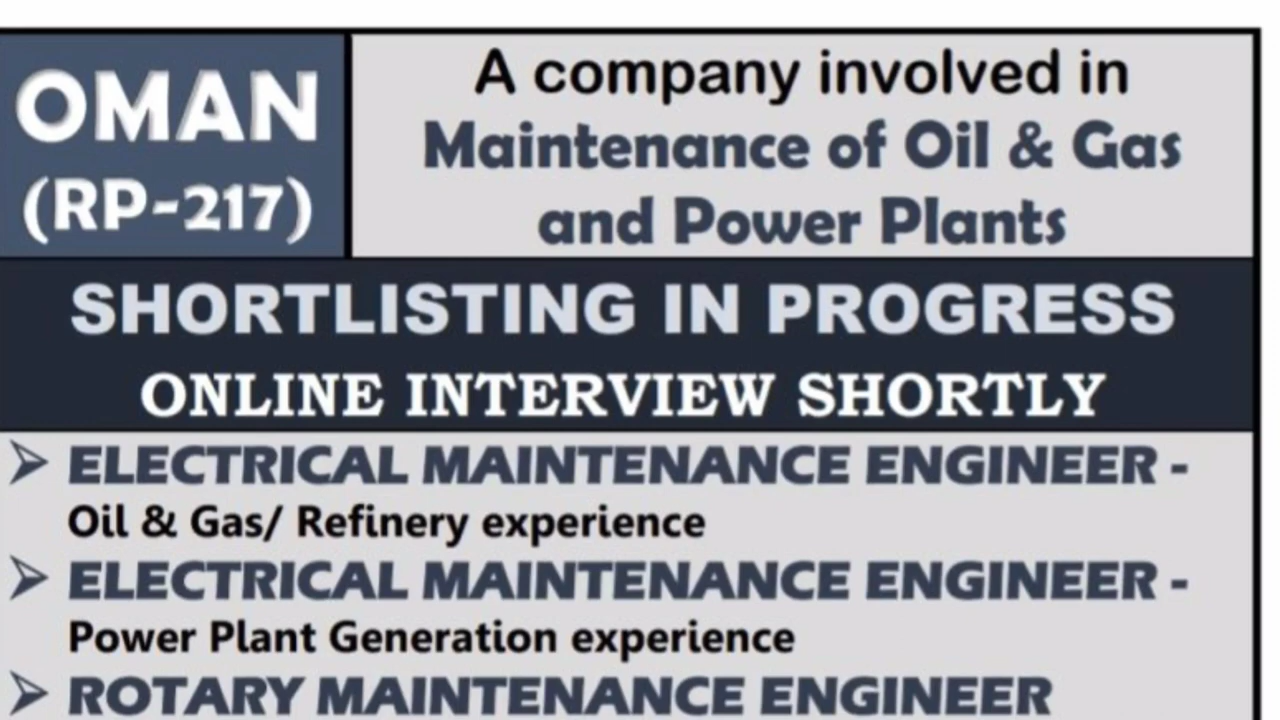 OMAN
(RP-217)
A company involved in
Maintenance of Oil & Gas
and Power Plants
SHORTLISTING IN PROGRESS
ONLINE INTERVIEW SHORTLY
➢ ELECTRICAL MAINTENANCE ENGINEER -
Oil & Gas/ Refinery experience
➢ ELECTRICAL MAINTENANCE ENGINEER -
Power Plant Generation experience
➢ ROTARY MAINTENANCE ENGINEER